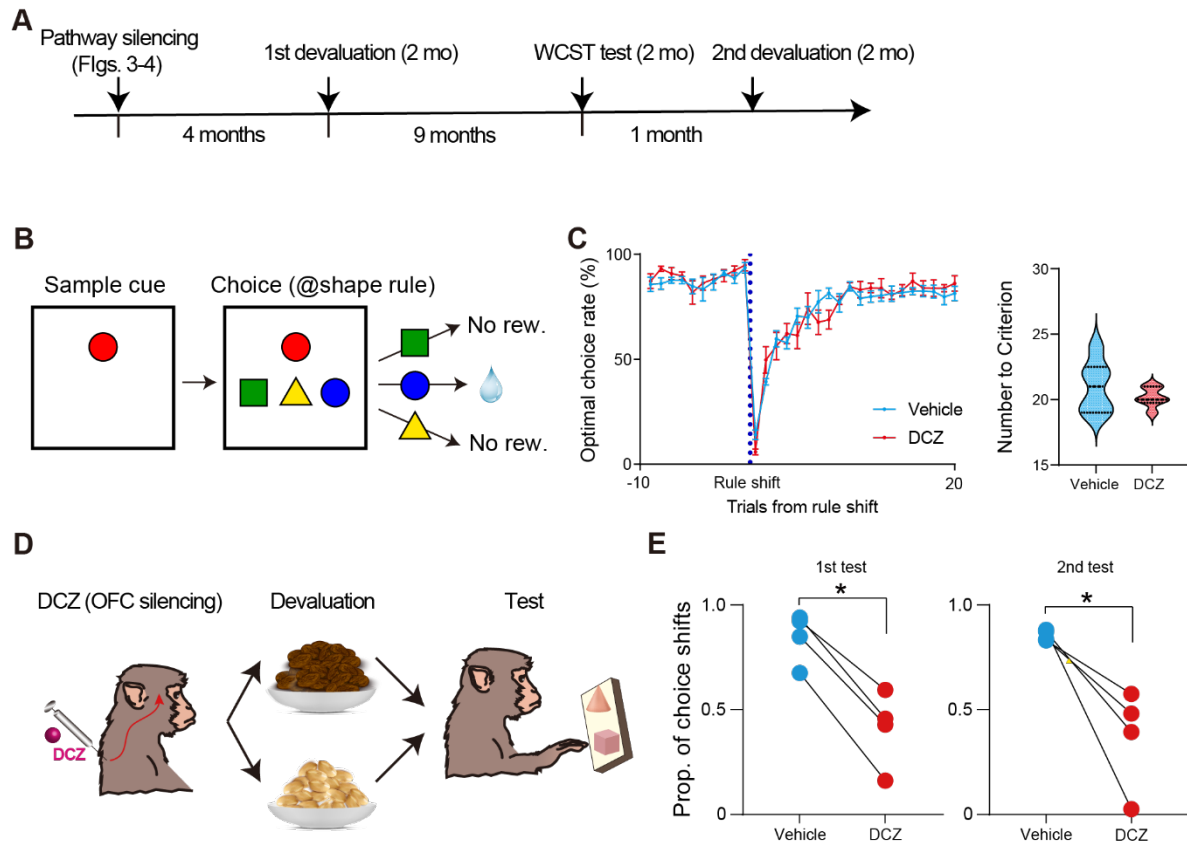 A
Pathway silencing
(FIgs. 3-4)
1st devaluation (2 mo)
WCST test (2 mo)
2nd devaluation (2 mo)
4 months
9 months
1 month
B
Sample cue
Choice (@shape rule)
No rew.
No rew.
C
Optimal choice rate (%)
100
50
0
-10
Rule shift
20
Trials from rule shift
Vehicle
DCZ
Number to Criterion
30
25
20
15
Vehicle
DCZ
D
DCZ (OFC silencing)
Devaluation
Test
DCZ
E
Prop. of choice shifts
1st test
*
1.0
0.5
0
Vehicle
DCZ
2nd test
*
1.0
0.5
0
Vehicle
DCZ